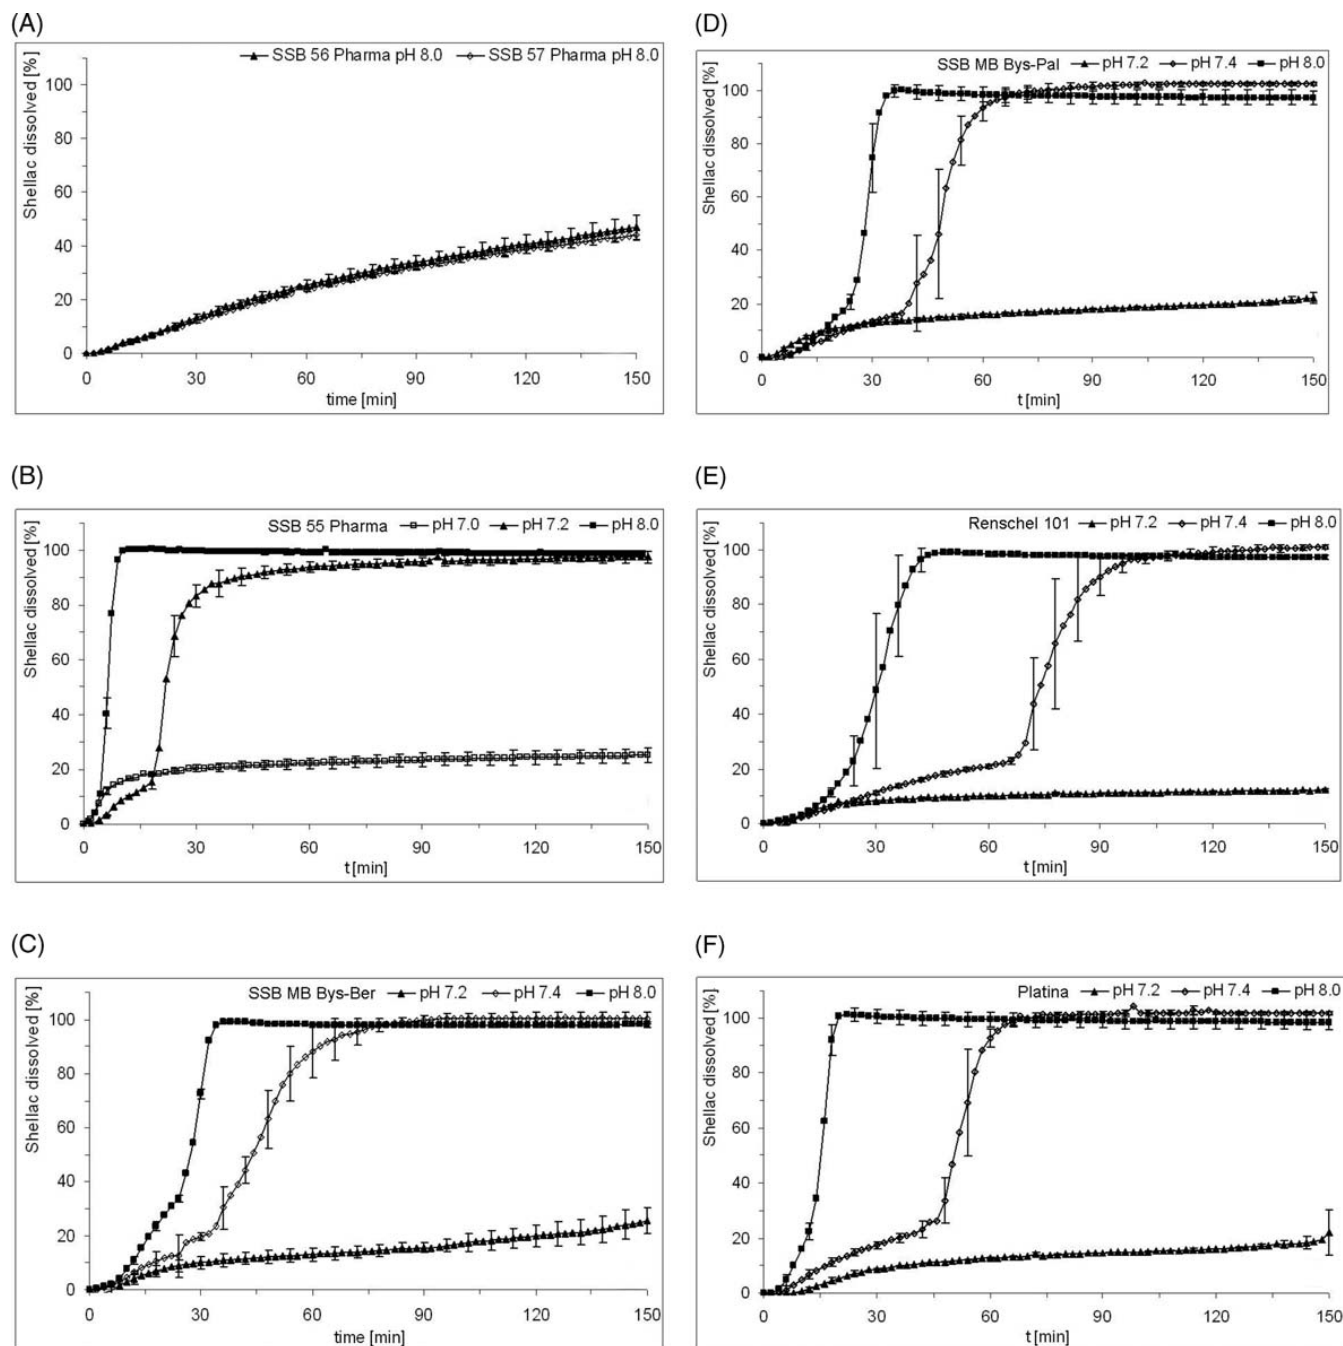 (A)
SSB 56 Pharma pH 8.0 SSB 57 Pharma pH 8.0
Shellac dissolved [%]
100
80
60
40
20
0
0 30 60 90 120 150
time [min]
(B)
SSB 55 Pharma pH 7.0 pH 7.2 pH 8.0
Shellac dissolved [%]
100
80
60
40
20
0
0 30 60 90 120 150
t [min]
(C)
SSB MB Bys-Ber pH 7.2 pH 7.4 pH 8.0
Shellac dissolved [%]
100
80
60
40
20
0
0 30 60 90 120 150
time [min]
(D)
SSB MB Bys-Pal pH 7.2 pH 7.4 pH 8.0
Shellac dissolved [%]
100
80
60
40
20
0
0 30 60 90 120 150
t [min]
(E)
Renschel 101 pH 7.2 pH 7.4 pH 8.0
Shellac dissolved [%]
100
80
60
40
20
0
0 30 60 90 120 150
t [min]
(F)
Platina pH 7.2 pH 7.4 pH 8.0
Shellac dissolved [%]
100
80
60
40
20
0
0 30 60 90 120 150
t [min]